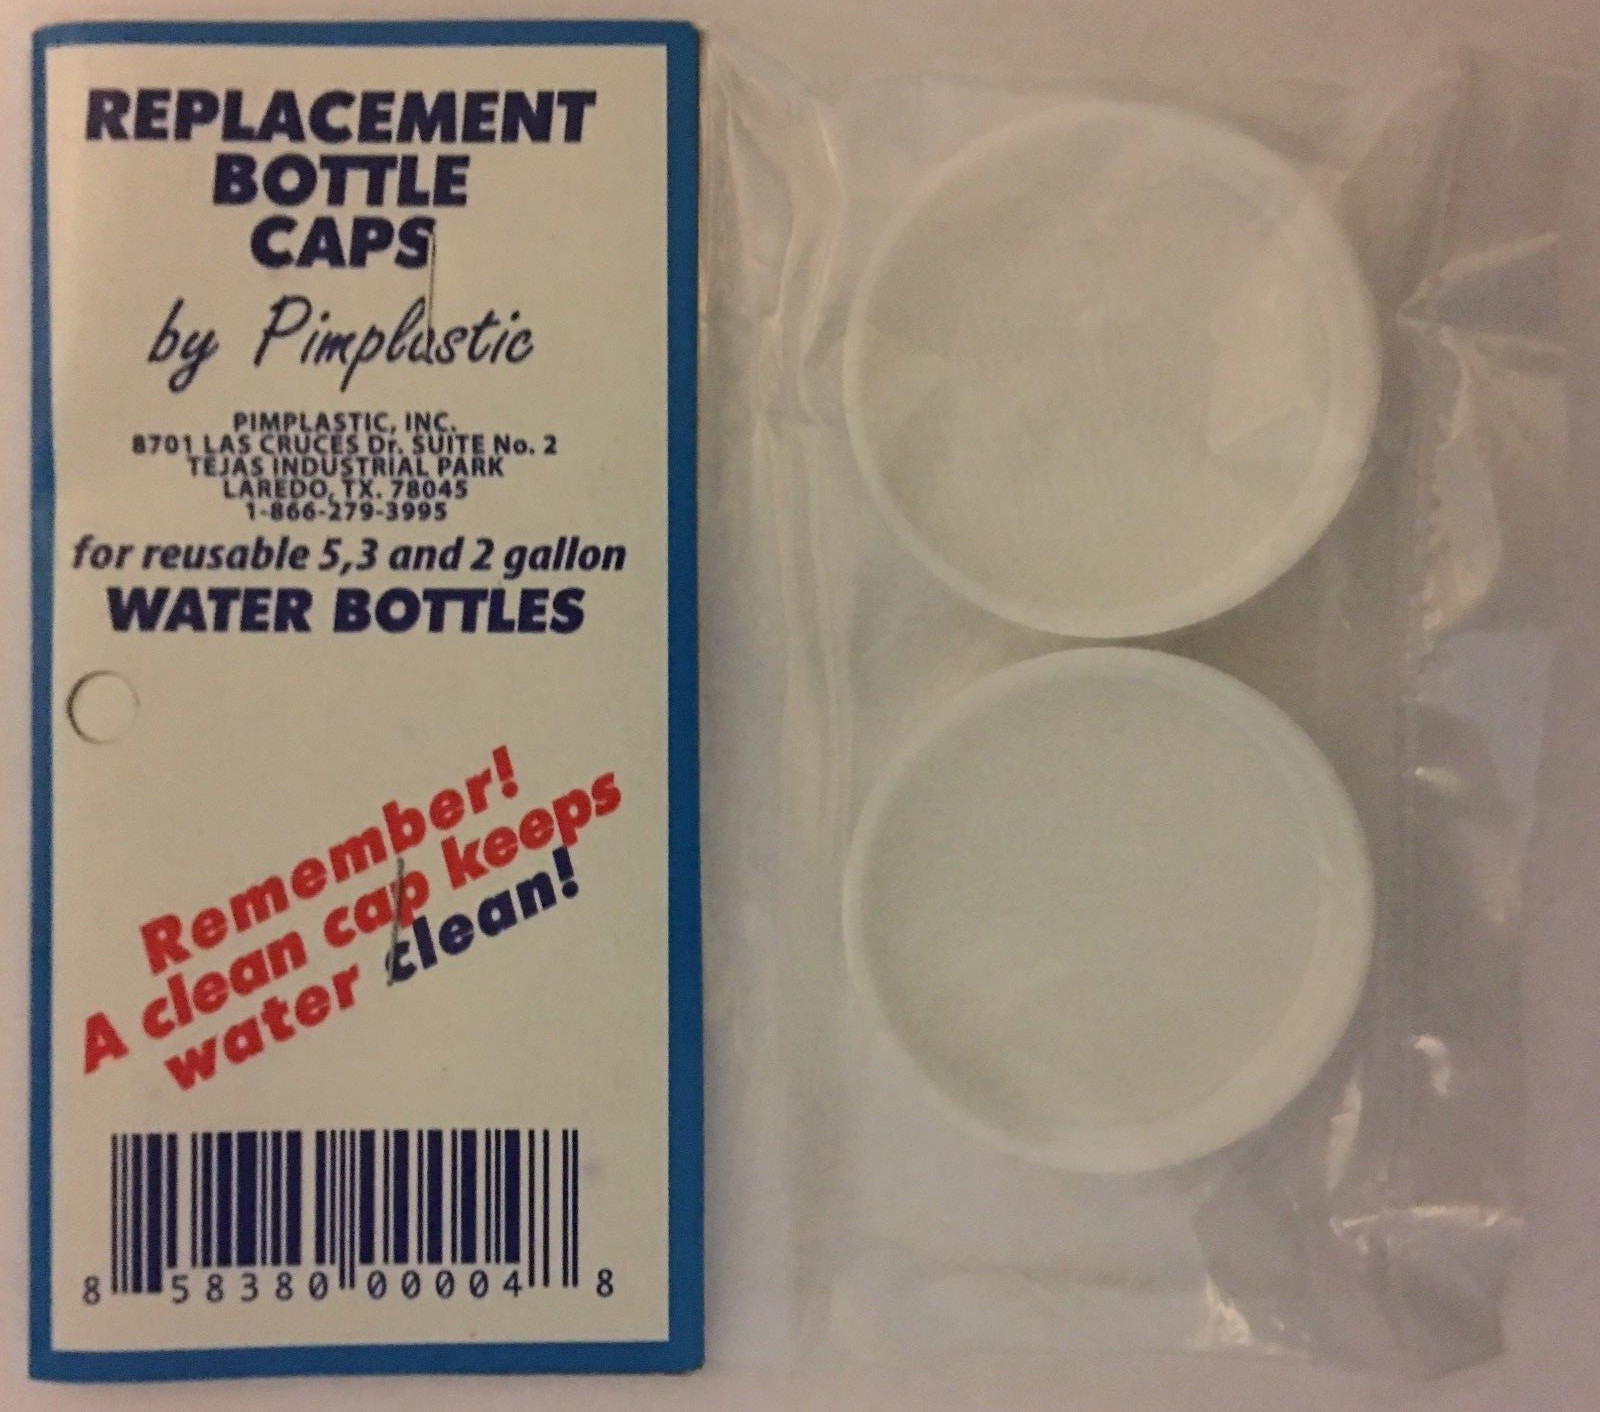 REPLACEMENT
BOTTLE
CAPS
by Pimplastic
PIMPLASTIC, INC.
8701 LAS CRUCES Dr. SUITE No. 2
TEJAS INDUSTRIAL PARK
LAREDO, TX. 78045
1-866-279-3995
for reusable 5,3 and 2 gallon
WATER BOTTLES
Remember!
A clean cap keeps
water clean!
8 58380 00004 8